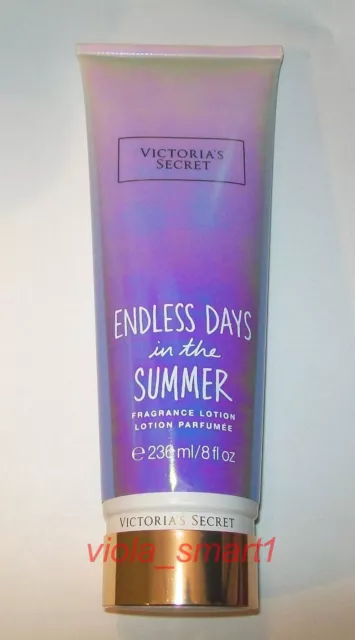 VICTORIA'S
SECRET
ENDLESS DAYS
in the
SUMMER
FRAGRANCE LOTION
LOTION PARFUMÉE
℮ 236 ml/8 fl oz
VICTORIA'S SECRET
viola_smart1